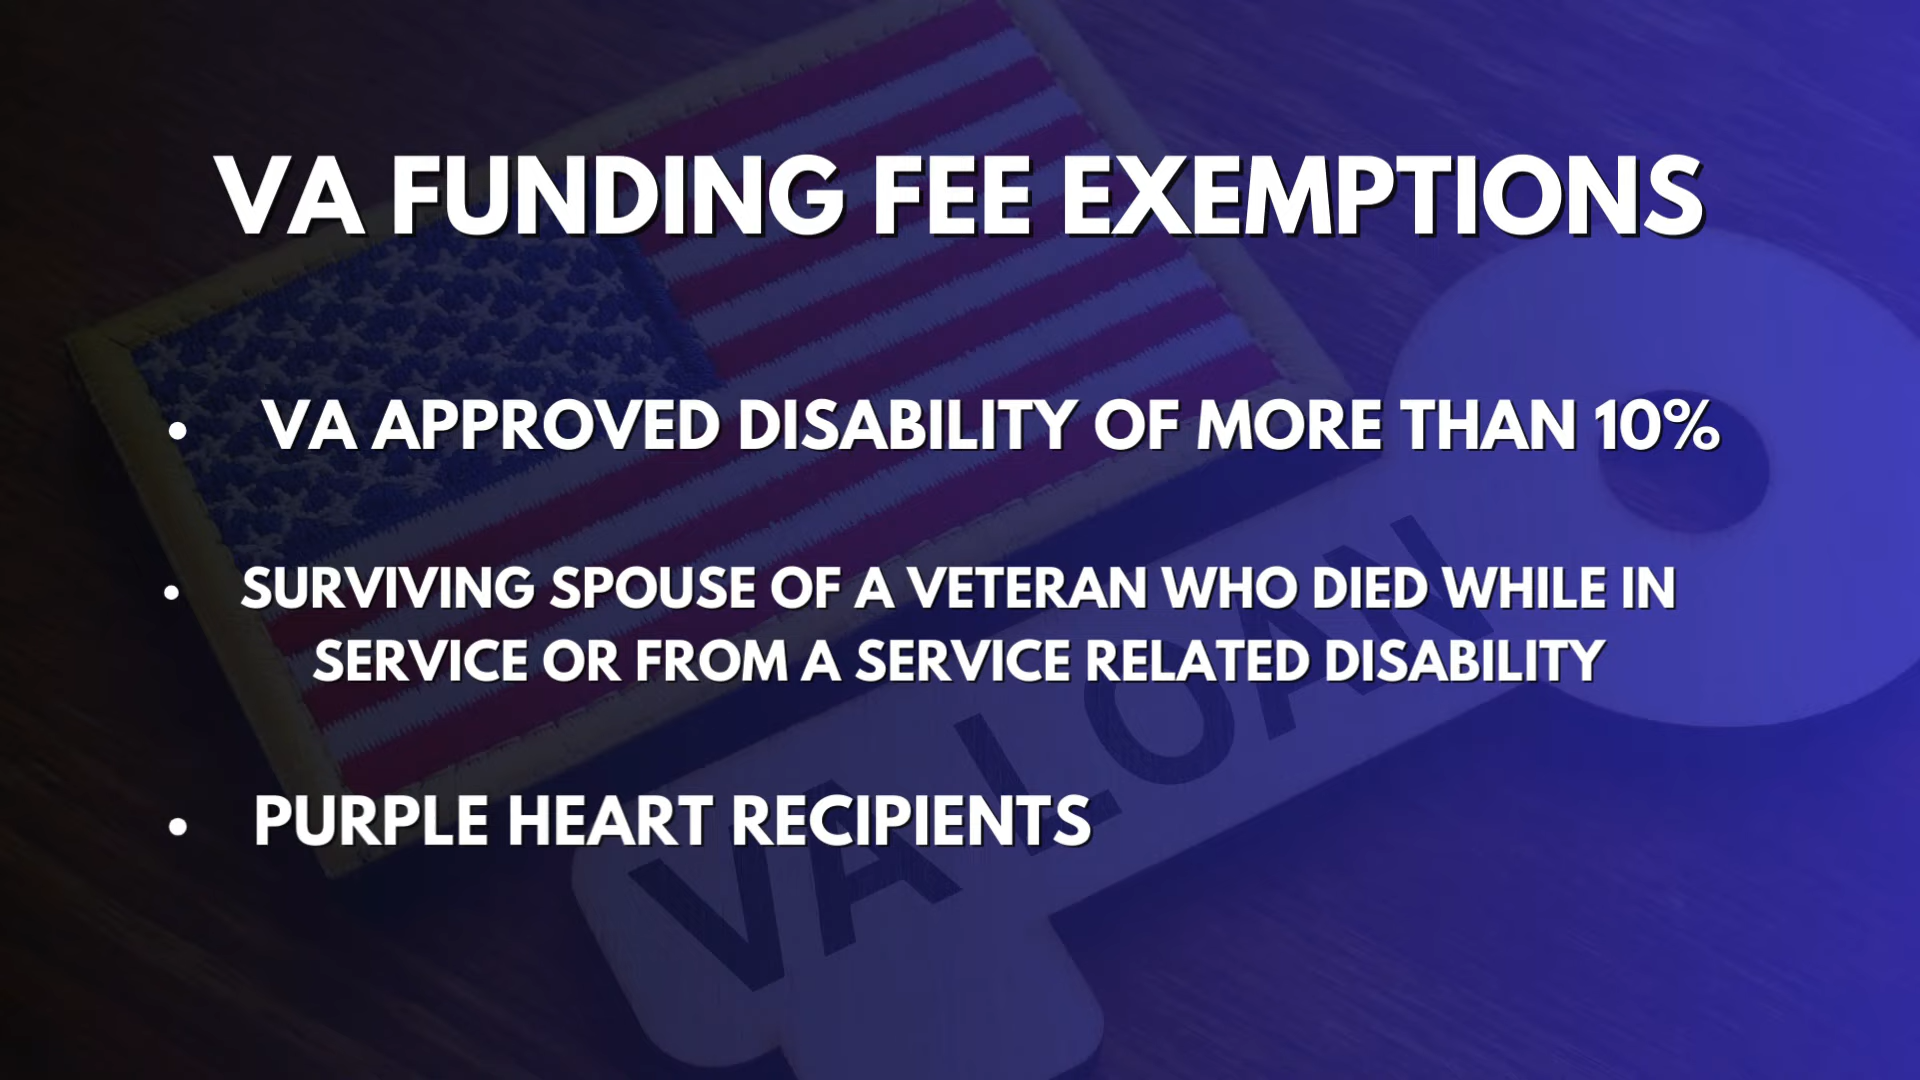 VA FUNDING FEE EXEMPTIONS
• VA APPROVED DISABILITY OF MORE THAN 10%
• SURVIVING SPOUSE OF A VETERAN WHO DIED WHILE IN
SERVICE OR FROM A SERVICE RELATED DISABILITY
• PURPLE HEART RECIPIENTS
VA LOAN